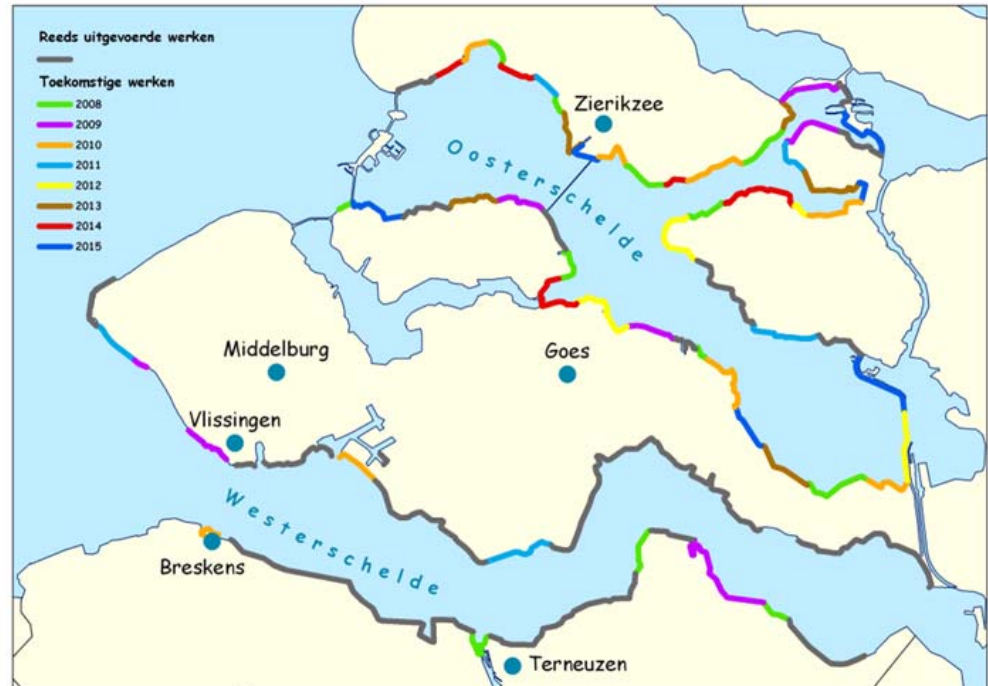 Reeds uitgevoerde werken
Toekomstige werken
2008
2009
2010
2011
2012
2013
2014
2015
Zierikzee
Oosterschelde
Middelburg
Goes
Vlissingen
Westerschelde
Breskens
Terneuzen